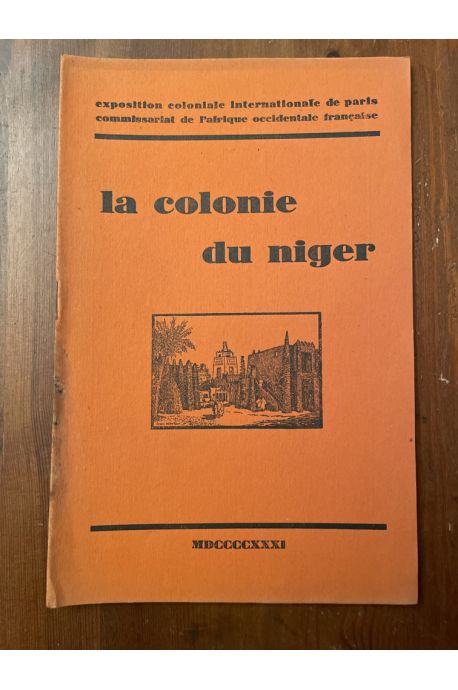 exposition coloniale internationale de paris
commissariat de l'afrique occidentale française
la colonie
du niger
MDCCCCXXXI